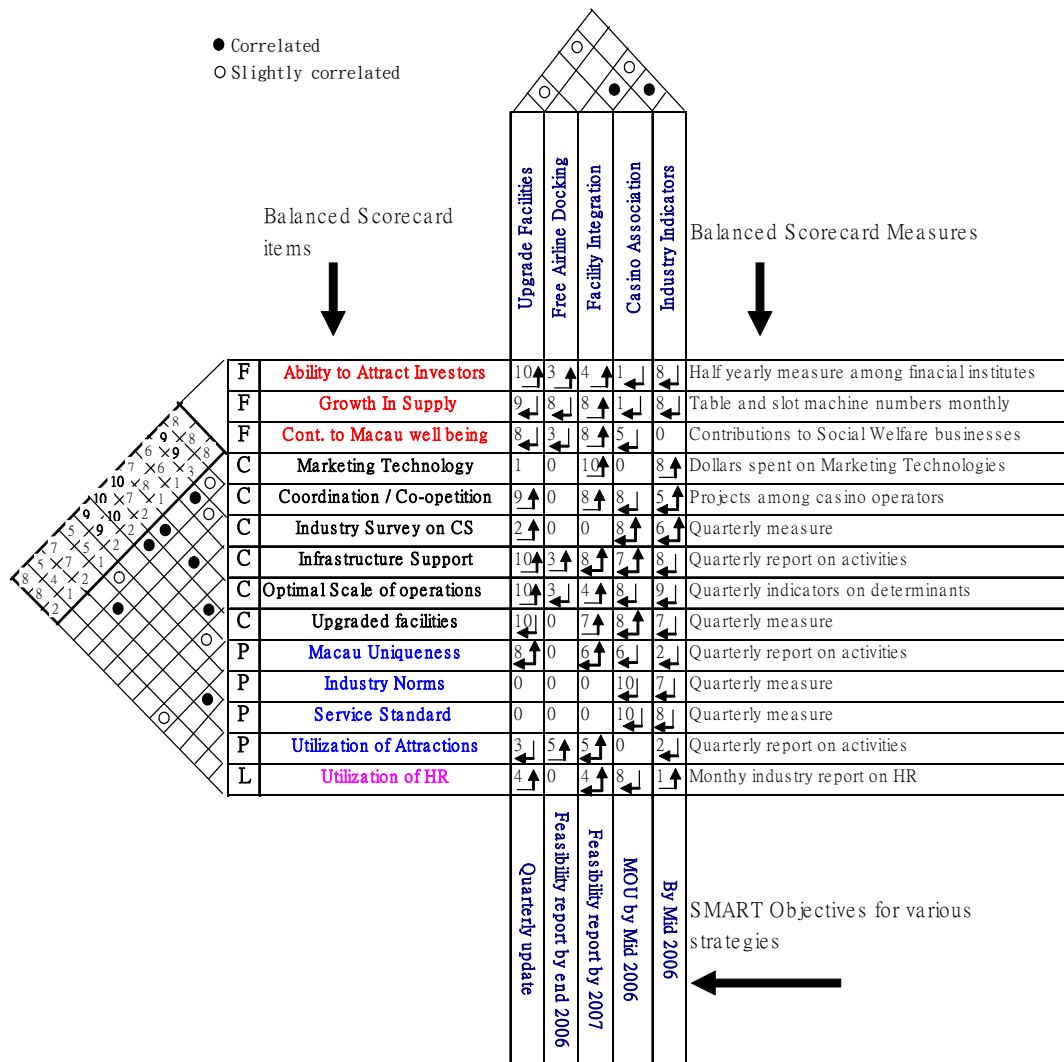 Correlated
Slightly correlated
Balanced Scorecard
items
Upgrade Facilities
Free Airline Docking
Facility Integration
Casino Association
Industry Indicators
Balanced Scorecard Measures
F Ability to Attract Investors 10 3 4 1 8 Half yearly measure among finacial institutes
F Growth In Supply 9 8 8 1 8 Table and slot machine numbers monthly
F Cont. to Macau well being 8 3 8 5 0 Contributions to Social Welfare businesses
C Marketing Technology 1 0 10 0 8 Dollars spent on Marketing Technologies
C Coordination / Co-opetition 9 0 8 8 5 Projects among casino operators
C Industry Survey on CS 2 0 0 8 6 Quarterly measure
C Infrastructure Support 10 3 8 7 8 Quarterly report on activities
C Optimal Scale of operations 10 3 4 8 9 Quarterly indicators on determinants
C Upgraded facilities 10 0 7 8 7 Quarterly measure
P Macau Uniqueness 8 0 6 6 2 Quarterly report on activities
P Industry Norms 0 0 0 10 7 Quarterly measure
P Service Standard 0 0 0 10 8 Quarterly measure
P Utilization of Attractions 3 5 5 0 2 Quarterly report on activities
L Utilization of HR 4 0 4 8 1 Monthy industry report on HR
Quarterly update
Feasibility report by end 2006
Feasibility report by 2007
MOU by Mid 2006
By Mid 2006
SMART Objectives for various
strategies